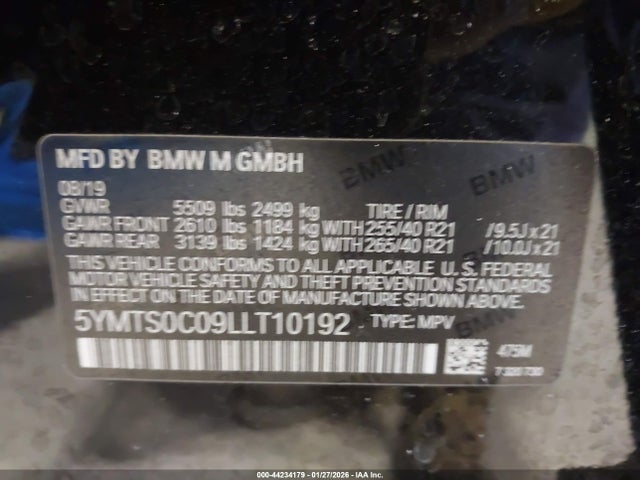 MFD BY BMW M GMBH
08/19
GVWR 5509 lbs 2499 kg TIRE / RIM
GAWR FRONT 2610 lbs 1184 kg WITH 255/40 R21 /9.5J x 21
GAWR REAR 3139 lbs 1424 kg WITH 265/40 R21 /10.0J x 21
THIS VEHICLE CONFORMS TO ALL APPLICABLE U.S. FEDERAL
MOTOR VEHICLE SAFETY AND THEFT PREVENTION STANDARDS
IN EFFECT ON THE DATE OF MANUFACTURE SHOWN ABOVE.
5YMTS0C09LLT10192 TYPE: MPV
475M
BMW
BMW
BMW
000-44234179 - 01/27/2026 - IAA Inc.